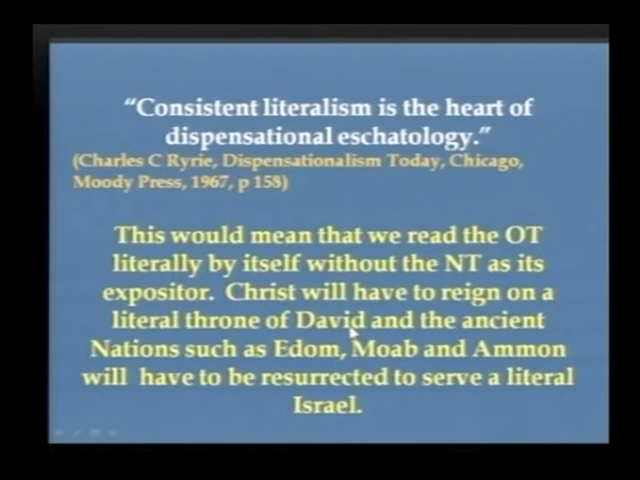 “Consistent literalism is the heart of
dispensational eschatology.”
(Charles C Ryrie, Dispensationalism Today, Chicago,
Moody Press, 1967, p 158)
This would mean that we read the OT
literally by itself without the NT as its
expositor. Christ will have to reign on a
literal throne of David and the ancient
Nations such as Edom, Moab and Ammon
will have to be resurrected to serve a literal
Israel.